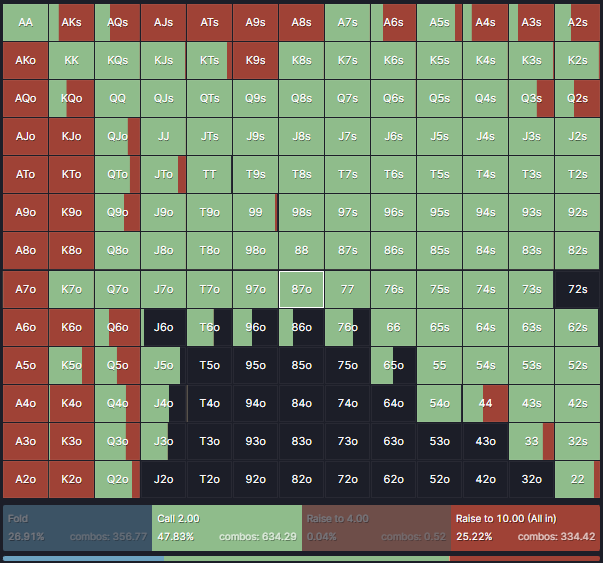 AA AKs AQs AJs ATs A9s A8s A7s A6s A5s A4s A3s A2s
AKo KK KQs KJs KTs K9s K8s K7s K6s K5s K4s K3s K2s
AQo KQo QQ QJs QTs Q9s Q8s Q7s Q6s Q5s Q4s Q3s Q2s
AJo KJo QJo JJ JTs J9s J8s J7s J6s J5s J4s J3s J2s
ATo KTo QTo JTo TT T9s T8s T7s T6s T5s T4s T3s T2s
A9o K9o Q9o J9o T9o 99 98s 97s 96s 95s 94s 93s 92s
A8o K8o Q8o J8o T8o 98o 88 87s 86s 85s 84s 83s 82s
A7o K7o Q7o J7o T7o 97o 87o 77 76s 75s 74s 73s 72s
A6o K6o Q6o J6o T6o 96o 86o 76o 66 65s 64s 63s 62s
A5o K5o Q5o J5o T5o 95o 85o 75o 65o 55 54s 53s 52s
A4o K4o Q4o J4o T4o 94o 84o 74o 64o 54o 44 43s 42s
A3o K3o Q3o J3o T3o 93o 83o 73o 63o 53o 43o 33 32s
A2o K2o Q2o J2o T2o 92o 82o 72o 62o 52o 42o 32o 22
Fold Call 2.00 Raise to 4.00 Raise to 10.00 (All in)
26.91% combos: 356.77 47.83% combos: 634.29 0.04% combos: 0.52 25.22% combos: 334.42